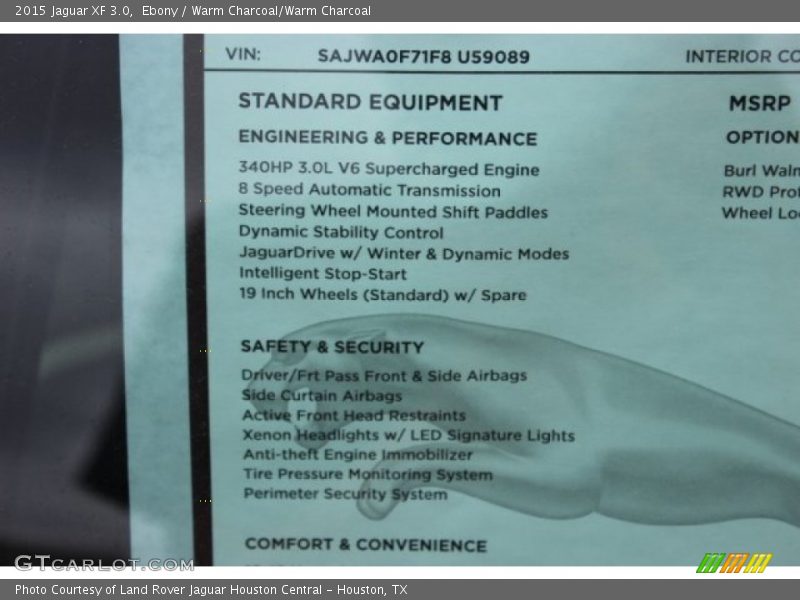 2015 Jaguar XF 3.0, Ebony / Warm Charcoal/Warm Charcoal
VIN: SAJWA0F71F8 U59089 INTERIOR
STANDARD EQUIPMENT
MSRP
ENGINEERING & PERFORMANCE
OPTION
340HP 3.0L V6 Supercharged Engine
Burl
8 Speed Automatic Transmission
RWD
Steering Wheel Mounted Shift Paddles
Wheel
Dynamic Stability Control
JaguarDrive w/ Winter & Dynamic Modes
Intelligent Stop-Start
19 Inch Wheels (Standard) w/ Spare
SAFETY & SECURITY
Driver/Frt Pass Front & Side Airbags
Side Curtain Airbags
Active Front Head Restraints
Xenon Headlights w/ LED Signature Lights
Anti-theft Engine Immobilizer
Tire Pressure Monitoring System
Perimeter Security System
COMFORT & CONVENIENCE
GTCARLOT.COM
Photo Courtesy of Land Rover Jaguar Houston Central - Houston, TX